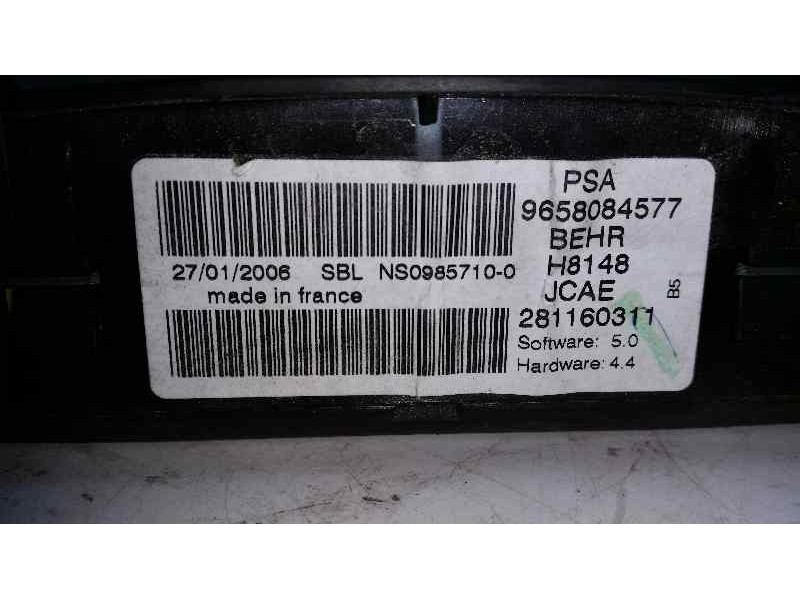 PSA
9658084577
BEHR
H8148
JCAE
281160311
Software: 5.0
Hardware: 4.4
B5
27/01/2006 SBL NS0985710-0
made in france